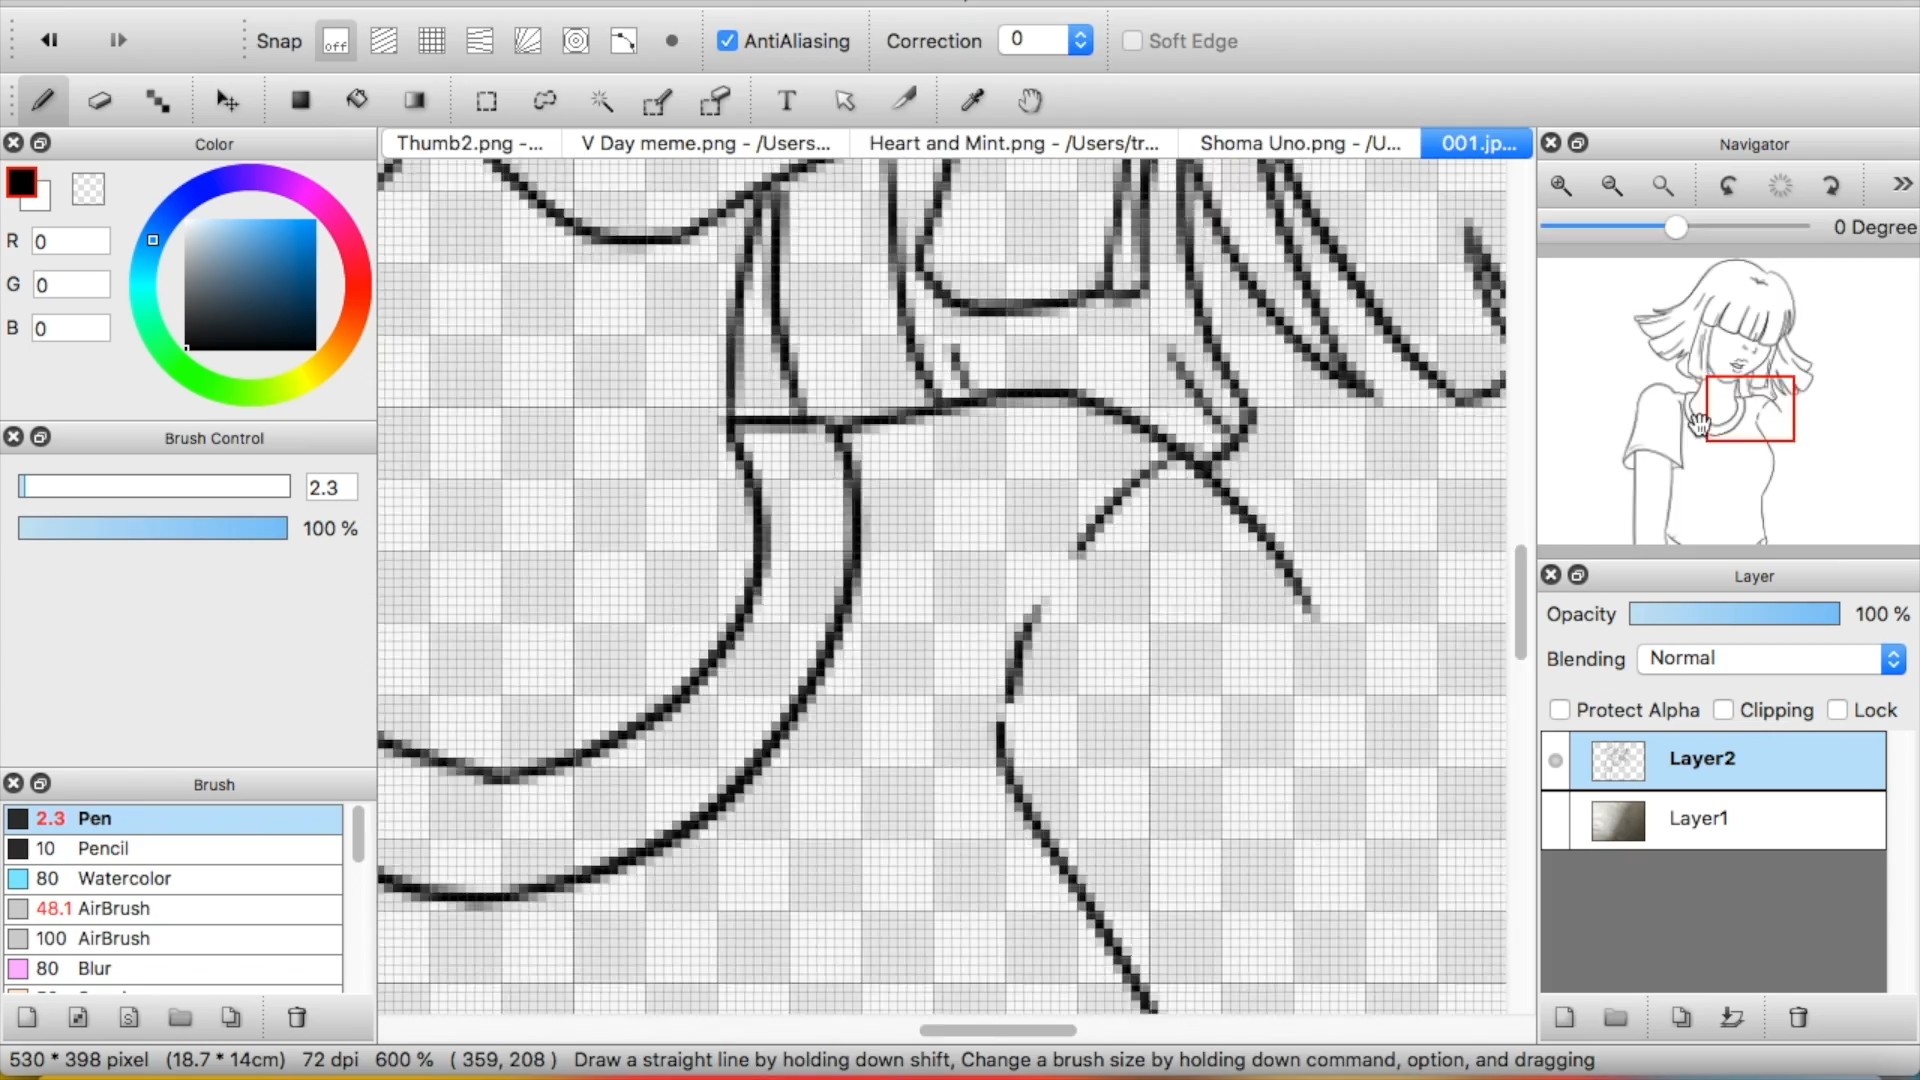 Snap off AntiAliasing Correction 0 Soft Edge
T
Color
R 0
G 0
B 0
Brush Control
2.3
100 %
Brush
2.3 Pen
10 Pencil
80 Watercolor
48.1 AirBrush
100 AirBrush
80 Blur
S
Thumb2.png -... V Day meme.png - /Users... Heart and Mint.png - /Users/tr... Shoma Uno.png - /U... 001.jp...
Navigator
0 Degree
Layer
Opacity 100 %
Blending Normal
Protect Alpha Clipping Lock
Layer2
Layer1
530 * 398 pixel (18.7 * 14cm) 72 dpi 600 % ( 359, 208 ) Draw a straight line by holding down shift, Change a brush size by holding down command, option, and dragging